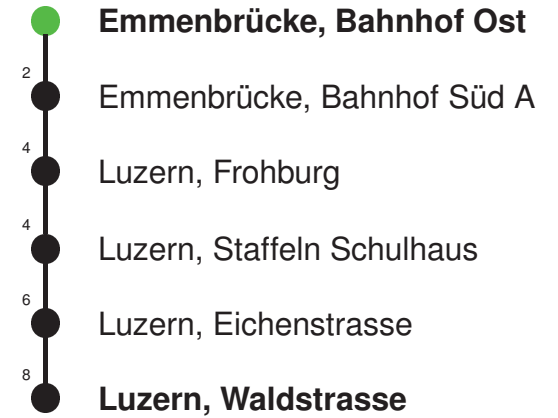 Emmenbrücke, Bahnhof Ost
2
Emmenbrücke, Bahnhof Süd A
4
Luzern, Frohburg
4
Luzern, Staffeln Schulhaus
6
Luzern, Eichenstrasse
8
Luzern, Waldstrasse